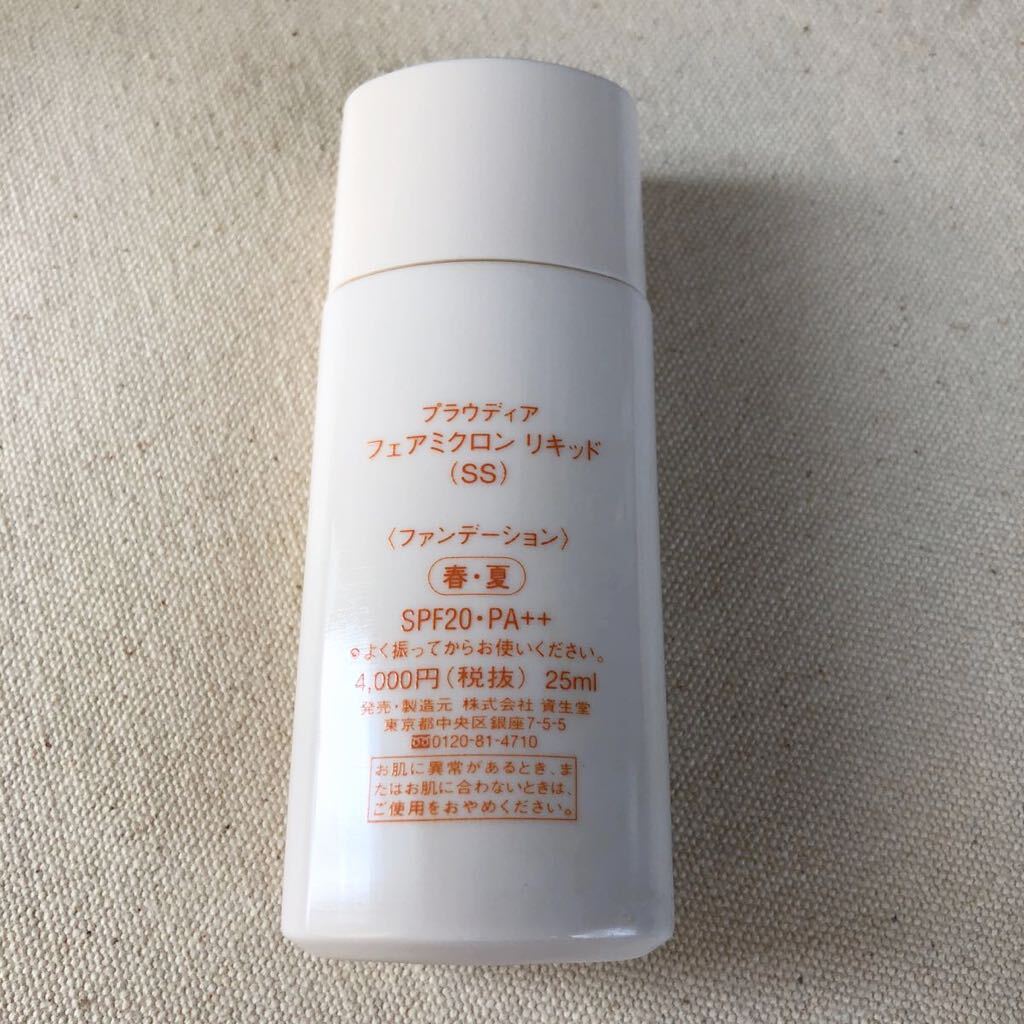 プラウディア
フェアミクロン リキッド
(SS)
〈ファンデーション〉
春・夏
SPF20・PA++
よく振ってからお使いください。
4,000円(税抜) 25ml
発売・製造元 株式会社 資生堂
東京都中央区銀座7-5-5
0120-81-4710
お肌に異常があるとき、ま
たはお肌に合わないときは、
ご使用をおやめください。